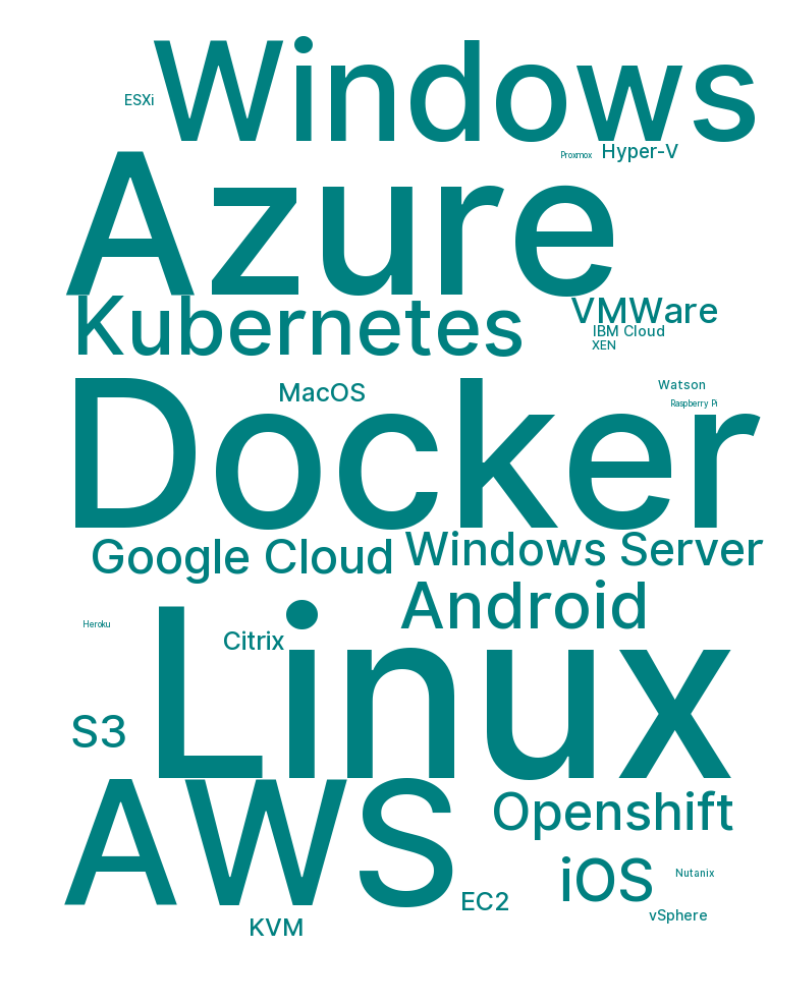 Windows
ESXi
Proxmox Hyper-V
Azure
Kubernetes
VMWare
IBM Cloud
XEN
MacOS
Watson
Raspberry Pi
Docker
Google Cloud
Windows Server
Android
Heroku
Citrix
Linux
S3
AWS
Openshift
iOS
Nutanix
EC2
vSphere
KVM